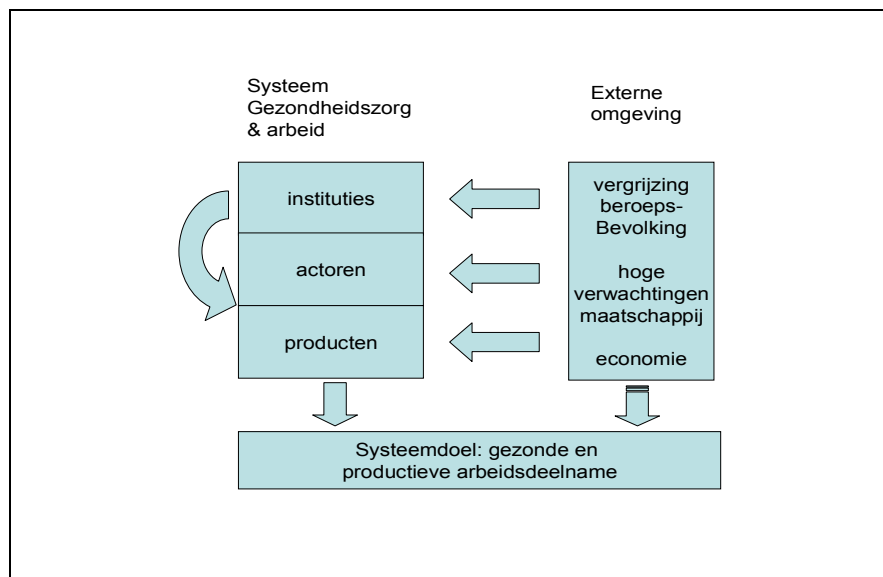 Systeem
Gezondheidszorg
& arbeid
instituties
actoren
producten
Externe
omgeving
vergrijzing
beroeps-
Bevolking
hoge
verwachtingen
maatschappij
economie
Systeemdoel: gezonde en
productieve arbeidsdeelname